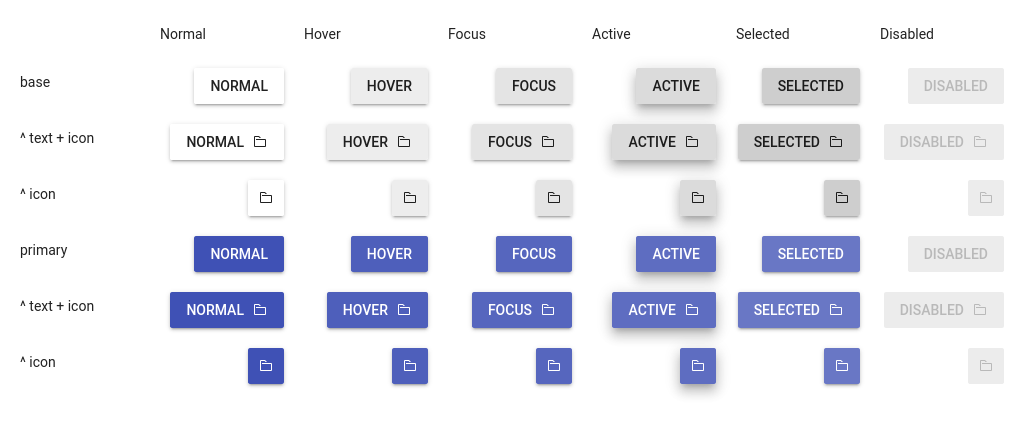 Normal Hover Focus Active Selected Disabled
base NORMAL HOVER FOCUS ACTIVE SELECTED DISABLED
^ text + icon NORMAL HOVER FOCUS ACTIVE SELECTED DISABLED
^ icon
primary NORMAL HOVER FOCUS ACTIVE SELECTED DISABLED
^ text + icon NORMAL HOVER FOCUS ACTIVE SELECTED DISABLED
^ icon